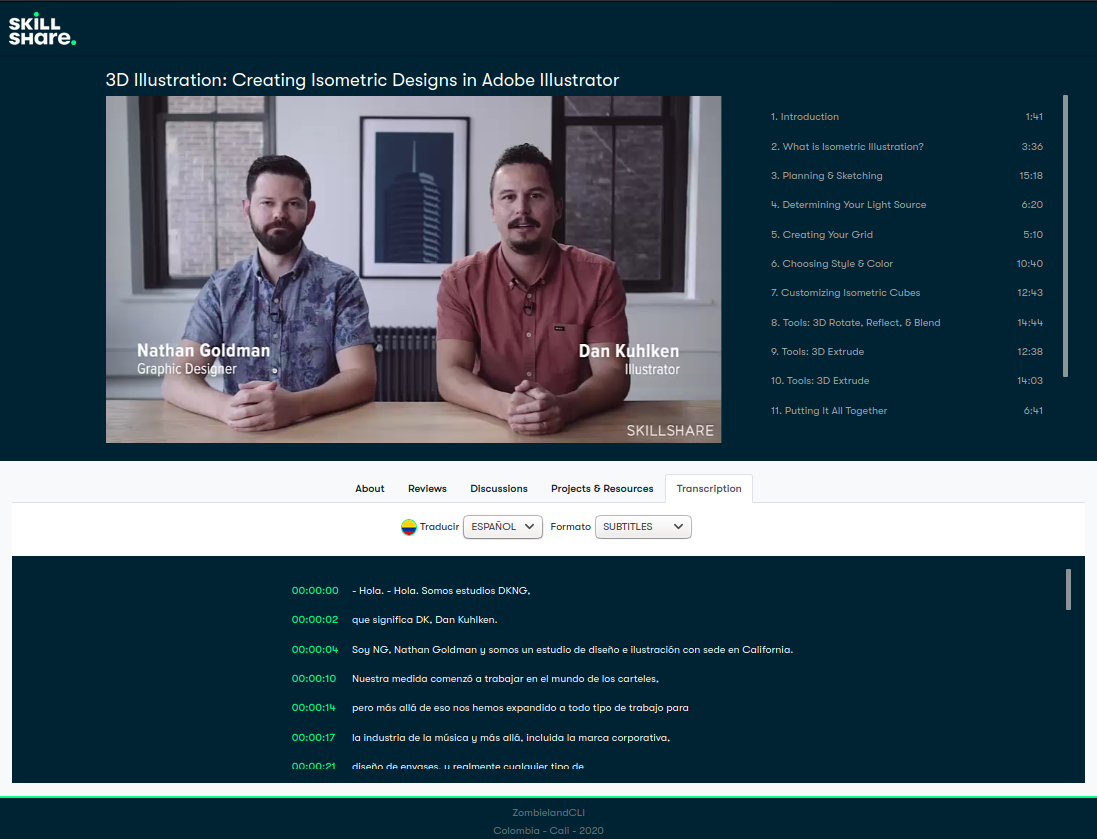 SKILL
SHARE.
3D Illustration: Creating Isometric Designs in Adobe Illustrator
Nathan Goldman
Graphic Designer
Dan Kuhlken
Illustrator
SKILLSHARE
1. Introduction 1:41
2. What is Isometric Illustration? 3:36
3. Planning & Sketching 15:18
4. Determining Your Light Source 6:20
5. Creating Your Grid 5:10
6. Choosing Style & Color 10:40
7. Customizing Isometric Cubes 12:43
8. Tools: 3D Rotate, Reflect, & Blend 14:44
9. Tools: 3D Extrude 12:38
10. Tools: 3D Extrude 14:03
11. Putting It All Together 6:41
About Reviews Discussions Projects & Resources Transcription
Traducir ESPAÑOL Formato SUBTITLES
00:00:00 - Hola. - Hola. Somos estudios DKNG,
00:00:02 que significa DK, Dan Kuhlken.
00:00:04 Soy NG, Nathan Goldman y somos un estudio de diseño e ilustración con sede en California.
00:00:10 Nuestra medida comenzó a trabajar en el mundo de los carteles,
00:00:14 pero más allá de eso nos hemos expandido a todo tipo de trabajo para
00:00:17 la industria de la música y más allá, incluida la marca corporativa,
00:00:21 diseño de envases, y realmente cualquier tipo de
ZombielandCLI
Colombia - Cali - 2020